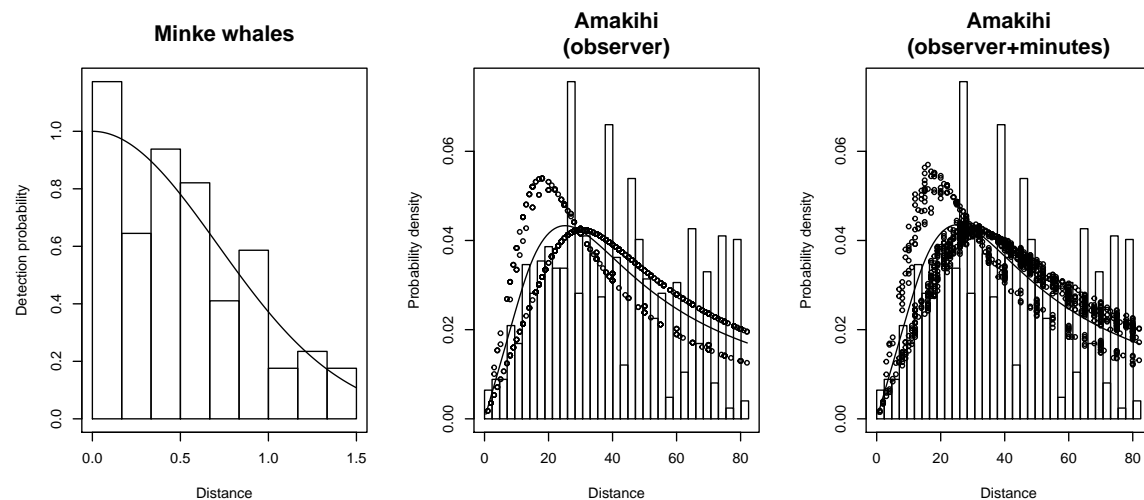 Minke whales
Detection probability
1.0
0.8
0.6
0.4
0.2
0.0
0.0 0.5 1.0 1.5
Distance
Amakihi
(observer)
Probability density
0.06
0.04
0.02
0.00
0 20 40 60 80
Distance
Amakihi
(observer+minutes)
Probability density
0.06
0.04
0.02
0.00
0 20 40 60 80
Distance